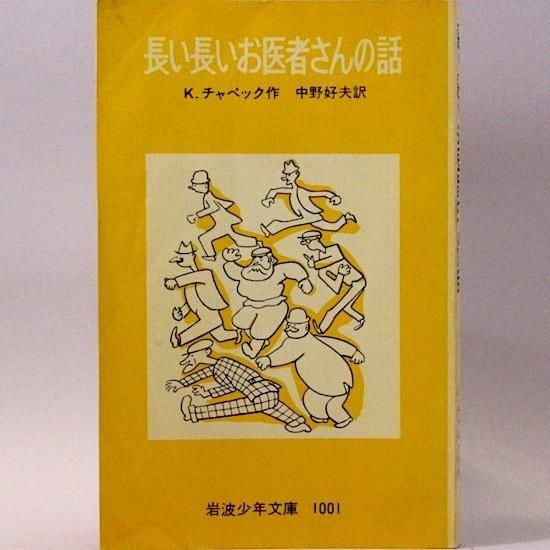 長い長いお医者さんの話
K.チャペック作　中野好夫訳
岩波少年文庫 1001